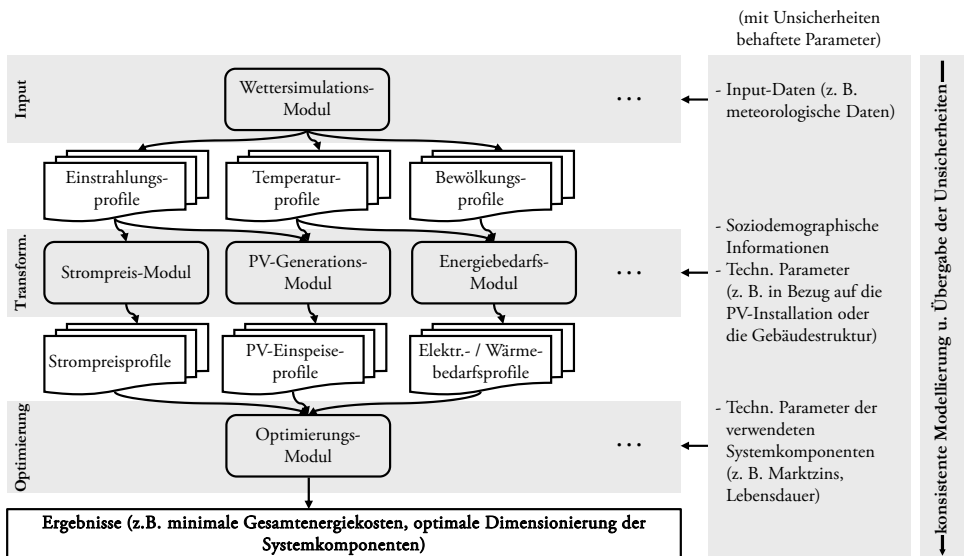 (mit Unsicherheiten
behaftete Parameter)
Input
Wettersimulations-
Modul
...
- Input-Daten (z. B.
meteorologische Daten)
Einstrahlungs-
profile
Temperatur-
profile
Bewölkungs-
profile
Transform.
Strompreis-Modul
PV-Generations-
Modul
Energiebedarfs-
Modul
...
- Soziodemographische
Informationen
- Techn. Parameter
(z. B. in Bezug auf die
PV-Installation oder
die Gebäudestruktur)
Strompreisprofile
PV-Einspeise-
profile
Elektr.- / Wärme-
bedarfsprofile
Optimierung
Optimierungs-
Modul
...
- Techn. Parameter der
verwendeten
Systemkomponenten
(z. B. Marktzins,
Lebensdauer)
Ergebnisse (z.B. minimale Gesamtenergiekosten, optimale Dimensionierung der
Systemkomponenten)
konsistente Modellierung u. Übergabe der Unsicherheiten